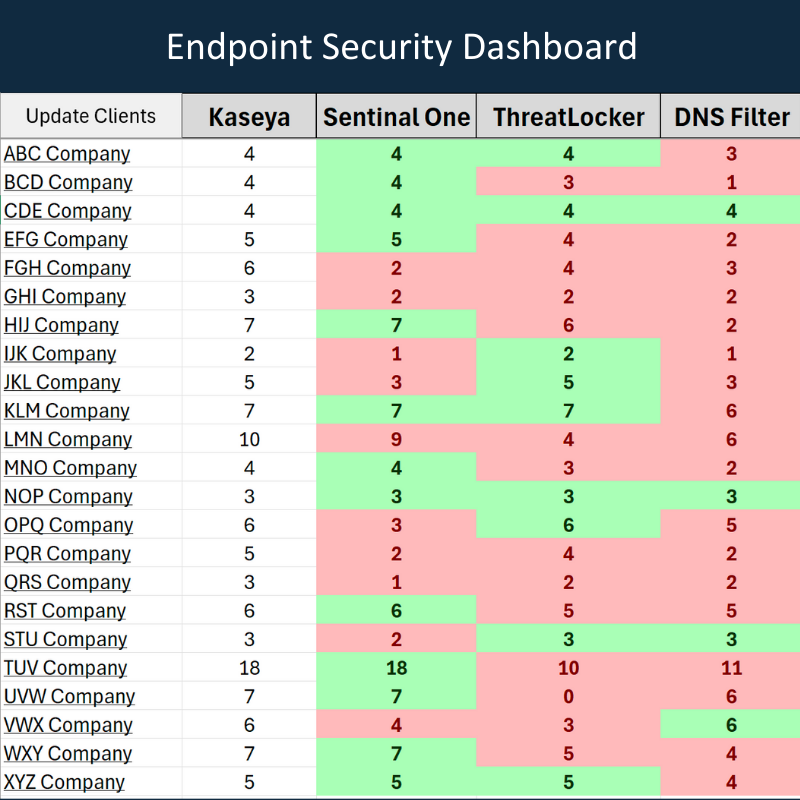 Endpoint Security Dashboard
Update Clients Kaseya Sentinal One ThreatLocker DNS Filter
ABC Company 4 4 4 3
BCD Company 4 4 3 1
CDE Company 4 4 4 4
EFG Company 5 5 4 2
FGH Company 6 2 4 3
GHI Company 3 2 2 2
HIJ Company 7 7 6 2
IJK Company 2 1 2 1
JKL Company 5 3 5 3
KLM Company 7 7 7 6
LMN Company 10 9 4 6
MNO Company 4 4 3 2
NOP Company 3 3 3 3
OPQ Company 6 3 6 5
PQR Company 5 2 4 2
QRS Company 3 1 2 2
RST Company 6 6 5 5
STU Company 3 2 3 3
TUV Company 18 18 10 11
UVW Company 7 7 0 6
VWX Company 6 4 3 6
WXY Company 7 7 5 4
XYZ Company 5 5 5 4